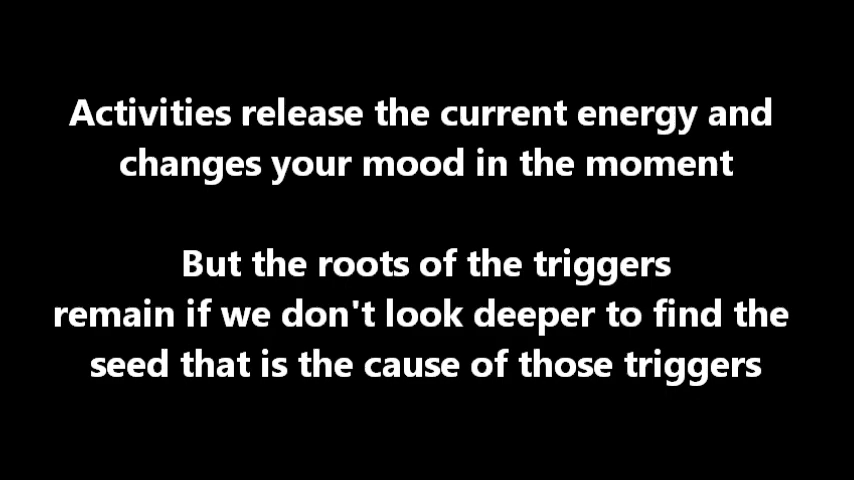 Activities release the current energy and
changes your mood in the moment
But the roots of the triggers
remain if we don't look deeper to find the
seed that is the cause of those triggers